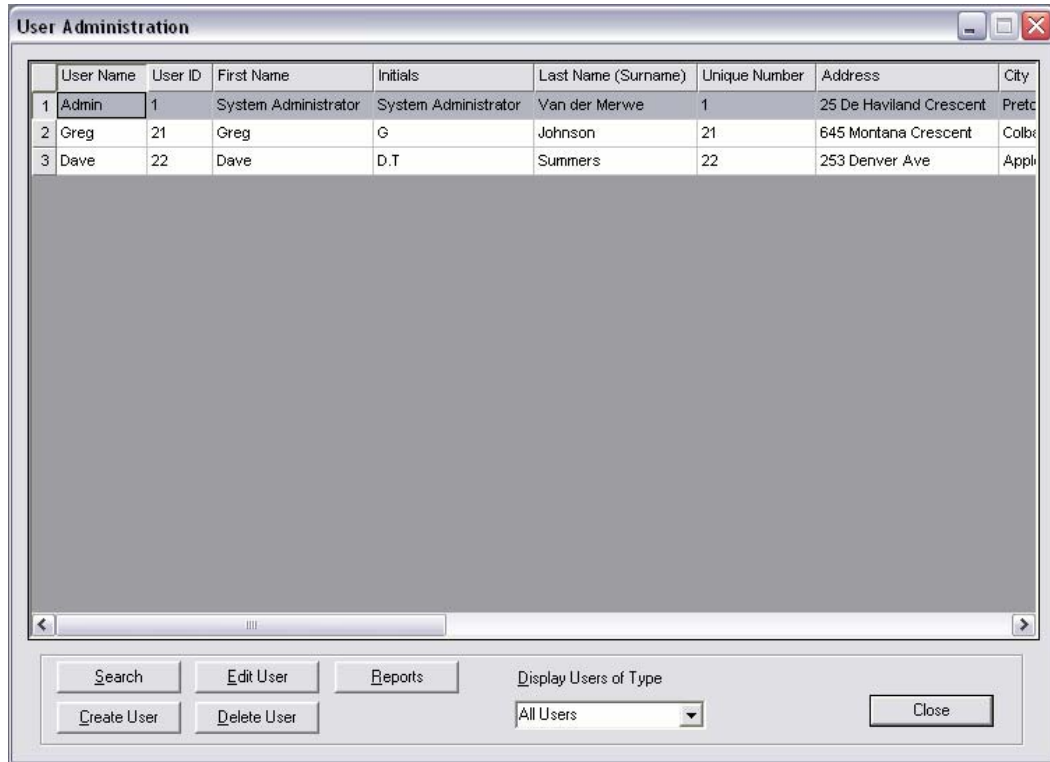 User Administration
User Name User ID First Name Initials Last Name (Surname) Unique Number Address City
1 Admin 1 System Administrator System Administrator Van der Merwe 1 25 De Haviland Crescent Pretc
2 Greg 21 Greg G Johnson 21 645 Montana Crescent Colba
3 Dave 22 Dave D.T Summers 22 253 Denver Ave Appl
Search Edit User Reports Display Users of Type
Create User Delete User All Users Close